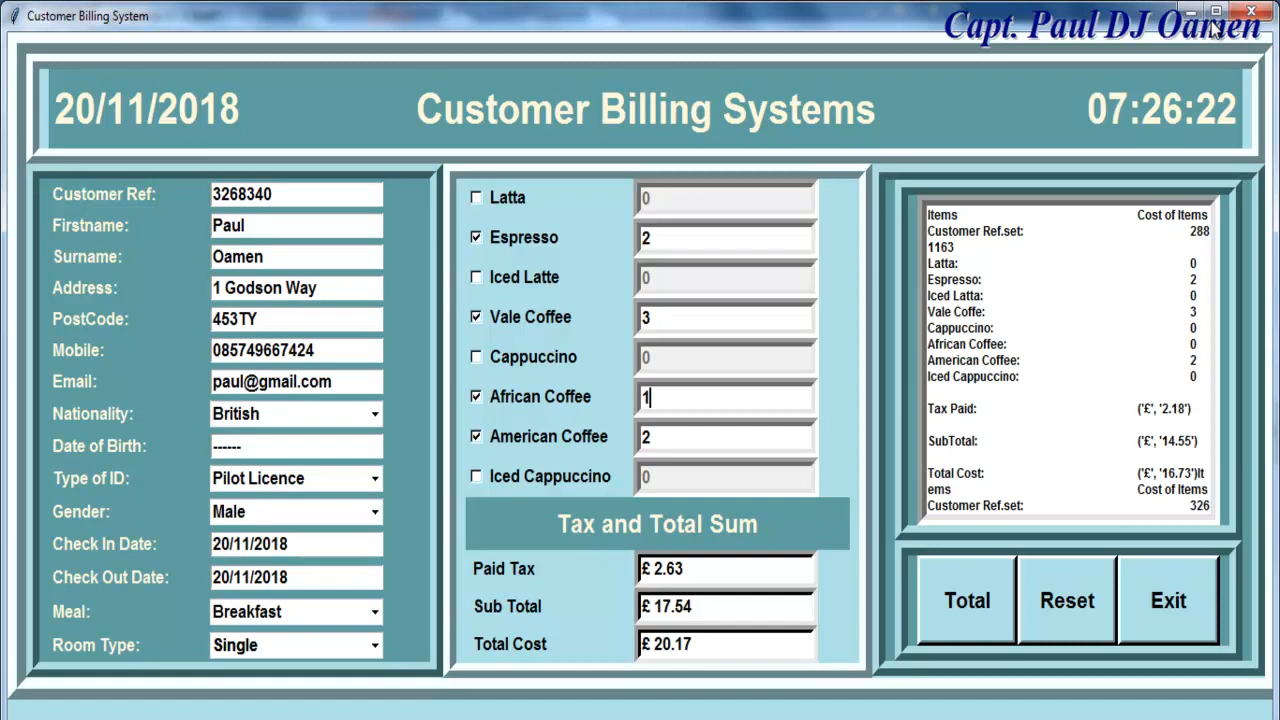 Customer Billing System
Capt. Paul DJ Oamen
20/11/2018 Customer Billing Systems 07:26:22
Customer Ref: 3268340
Firstname: Paul
Surname: Oamen
Address: 1 Godson Way
PostCode: 453TY
Mobile: 085749667424
Email: paul@gmail.com
Nationality: British
Date of Birth: ------
Type of ID: Pilot Licence
Gender: Male
Check In Date: 20/11/2018
Check Out Date: 20/11/2018
Meal: Breakfast
Room Type: Single
Latta 0
Espresso 2
Iced Latte 0
Vale Coffee 3
Cappuccino 0
African Coffee 1
American Coffee 2
Iced Cappuccino 0
Tax and Total Sum
Paid Tax £ 2.63
Sub Total £ 17.54
Total Cost £ 20.17
Items Cost of Items
Customer Ref.set: 288
1163
Latta: 0
Espresso: 2
Iced Latta: 0
Vale Coffe: 3
Cappuccino: 0
African Coffee: 0
American Coffee: 2
Iced Cappuccino: 0
Tax Paid: ('£', '2.18')
SubTotal: ('£', '14.55')
Total Cost: ('£', '16.73')It
ems Cost of Items
Customer Ref.set: 326
Total Reset Exit